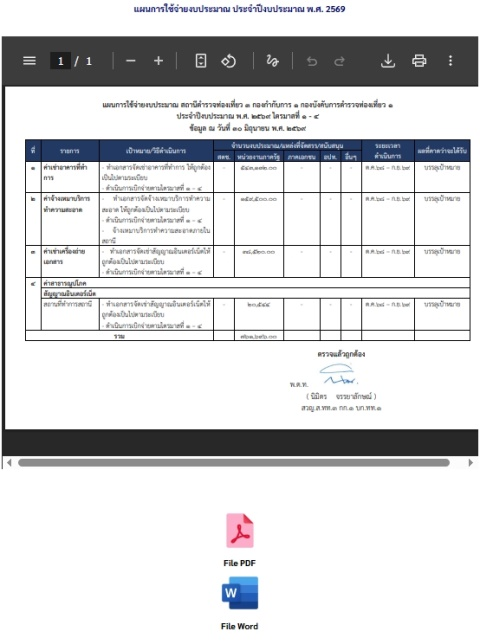 แผนการใช้จ่ายงบประมาณ ประจำปีงบประมาณ พ.ศ. 2569
1 / 1
แผนการใช้จ่ายงบประมาณ สถานีตำรวจท่องเที่ยว ๓ กองกำกับการ ๑ กองบังคับการตำรวจท่องเที่ยว ๑
ประจำปีงบประมาณ พ.ศ. ๒๕๖๙ ไตรมาสที่ ๑ - ๔
ข้อมูล ณ วันที่ ๓๐ มิถุนายน พ.ศ. ๒๕๖๙
ที่ รายการ เป้าหมาย/วิธีดำเนินการ จำนวนงบประมาณ/แหล่งที่จัดสรร/สนับสนุน ระยะเวลา ผลที่คาดว่าจะได้รับ
ตสช. หน่วยงานภาครัฐ ภาคเอกชน อปท. อื่นๆ ดำเนินการ
๑ ค่าเช่าอาคารที่ทำ - ทำเอกสารจัดเช่าอาคารที่ทำการ ให้ถูกต้อง - - - - ต.ค.๖๘ - ก.ย.๖๙ บรรลุเป้าหมาย
การ เป็นไปตามระเบียบ
- ดำเนินการเบิกจ่ายตามไตรมาสที่ ๑ - ๔
๒ ค่าจ้างเหมาบริการ - ทำเอกสารจัดจ้างเหมาบริการทำความ - - - - ต.ค.๖๘ - ก.ย.๖๙ บรรลุเป้าหมาย
ทำความสะอาด สะอาด ให้ถูกต้องเป็นไปตามระเบียบ
- ดำเนินการเบิกจ่ายตามไตรมาสที่ ๑ - ๔
- จ้างเหมาบริการทำความสะอาดภายใน
สถานี
๓ ค่าเช่าเครื่องถ่าย - ทำเอกสารจัดเช่าสัญญาณอินเตอร์เน็ตให้ - - - - ต.ค.๖๘ - ก.ย.๖๙ บรรลุเป้าหมาย
เอกสาร ถูกต้องเป็นไปตามระเบียบ
- ดำเนินการเบิกจ่ายตามไตรมาสที่ ๑ - ๔
๔ ค่าสาธารณูปโภค
สัญญาณอินเตอร์เน็ต
สถานที่ทำการสถานี - ทำเอกสารจัดเช่าสัญญาณอินเตอร์เน็ตให้ - ๒๐,๕๔๔ - - - ต.ค.๖๘ - ก.ย.๖๙ บรรลุเป้าหมาย
ถูกต้องเป็นไปตามระเบียบ
- ดำเนินการเบิกจ่ายตามไตรมาสที่ ๑ - ๔
รวม
ตรวจแล้วถูกต้อง
พ.ต.ท.
( นิมิตร จรรยาลักษณ์ )
สวญ.ส.ทท.๓ กก.๑ บก.ทท.๑
File PDF
W
File Word